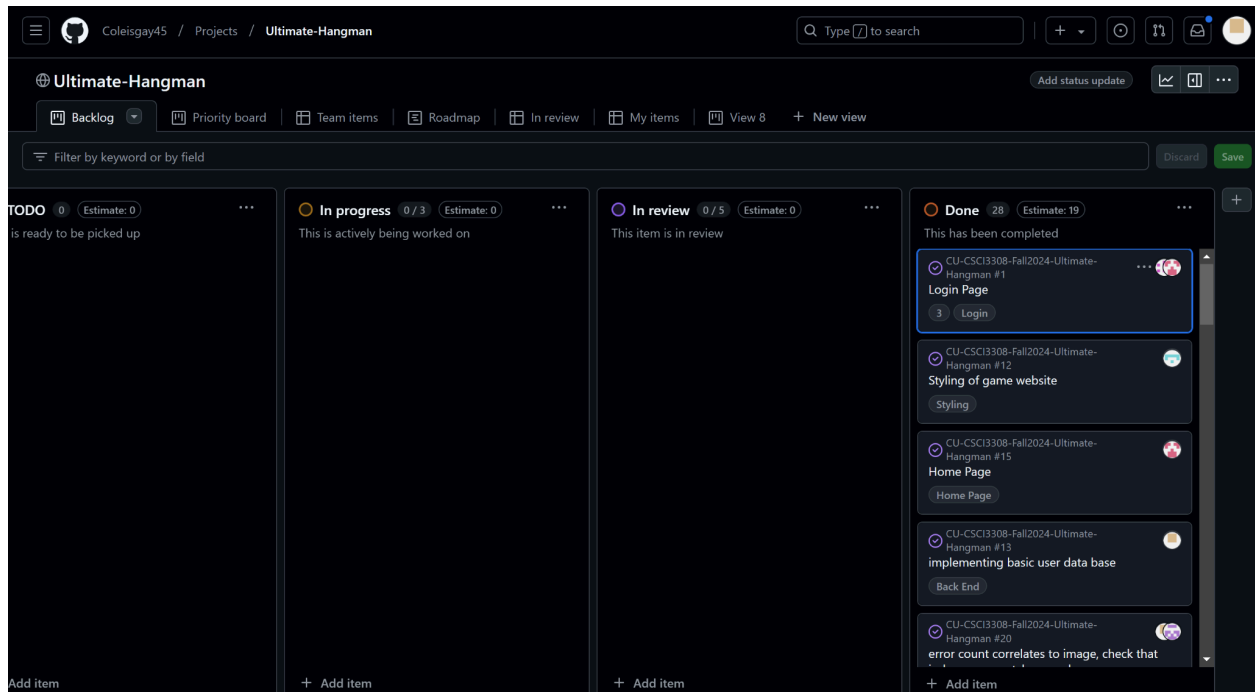 Coleisgay45 / Projects / Ultimate-Hangman
Type / to search
Ultimate-Hangman
Add status update
Backlog
Priority board
Team items
Roadmap
In review
My items
View 8
+ New view
Filter by keyword or by field
Discard
Save
TODO 0 Estimate: 0
is ready to be picked up
Add item
In progress 0 / 3 Estimate: 0
This is actively being worked on
+ Add item
In review 0 / 5 Estimate: 0
This item is in review
+ Add item
Done 28 Estimate: 19
This has been completed
CU-CSCI3308-Fall2024-Ultimate-
Hangman #1
Login Page
3 Login
CU-CSCI3308-Fall2024-Ultimate-
Hangman #12
Styling of game website
Styling
CU-CSCI3308-Fall2024-Ultimate-
Hangman #15
Home Page
Home Page
CU-CSCI3308-Fall2024-Ultimate-
Hangman #13
implementing basic user data base
Back End
CU-CSCI3308-Fall2024-Ultimate-
Hangman #20
error count correlates to image, check that
+ Add item